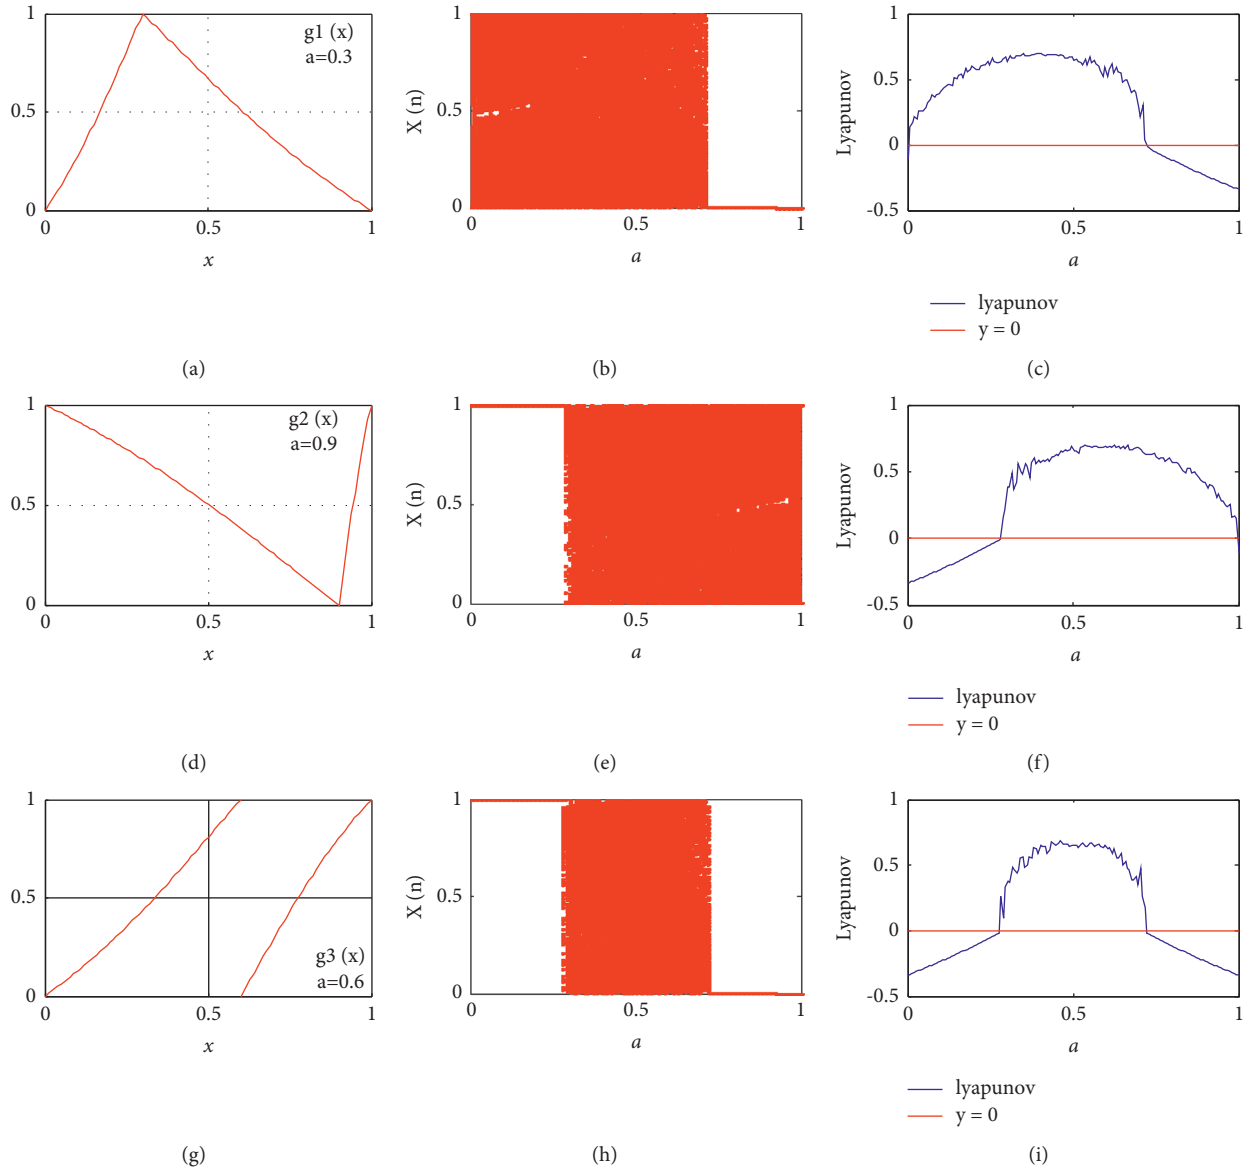 1
0.5
0
0.5
1
x
g1 (x)
a=0.3
(a)
1
0.5
0
0
0.5
1
X (n)
a
(b)
1
0.5
0
-0.5
0
0.5
1
Lyapunov
a
lyapunov
y = 0
(c)
1
0.5
0
0
0.5
1
x
g2 (x)
a=0.9
(d)
1
0.5
0
0
0.5
1
X (n)
a
(e)
1
0.5
0
-0.5
0
0.5
1
Lyapunov
a
lyapunov
y = 0
(f)
1
0.5
0
0
0.5
1
x
g3 (x)
a=0.6
(g)
1
0.5
0
0
0.5
1
X (n)
a
(h)
1
0.5
0
-0.5
0
0.5
1
Lyapunov
a
lyapunov
y = 0
(i)